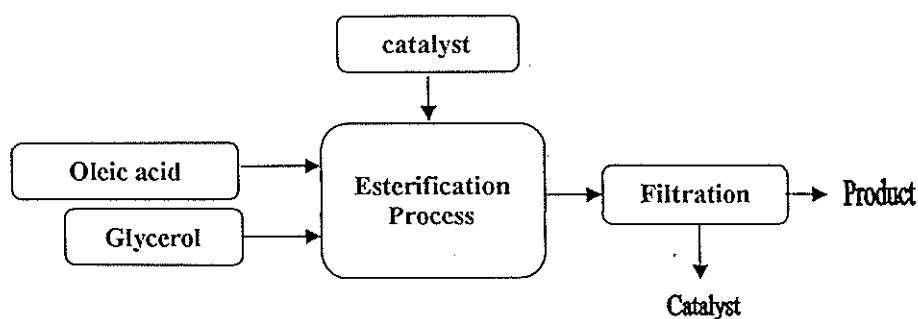 catalyst
Oleic acid
Glycerol
Esterification
Process
Filtration
Product
Catalyst